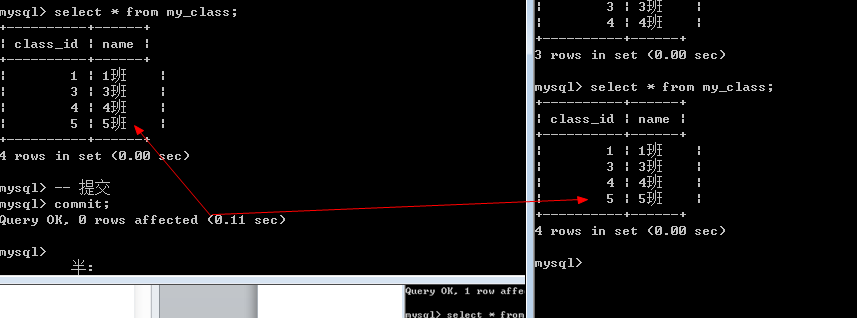 mysql> select * from my_class;
+----------+------+
| class_id | name |
+----------+------+
| 1 | 1班 |
| 3 | 3班 |
| 4 | 4班 |
| 5 | 5班 |
+----------+------+
4 rows in set (0.00 sec)
mysql> -- 提交
mysql> commit;
Query OK, 0 rows affected (0.11 sec)
mysql>
半:
| 3 | 3班 |
| 4 | 4班 |
+----------+------+
3 rows in set (0.00 sec)
mysql> select * from my_class;
+----------+------+
| class_id | name |
+----------+------+
| 1 | 1班 |
| 3 | 3班 |
| 4 | 4班 |
| 5 | 5班 |
+----------+------+
4 rows in set (0.00 sec)
mysql>
Query OK, 1 row affe
mysql> select * from